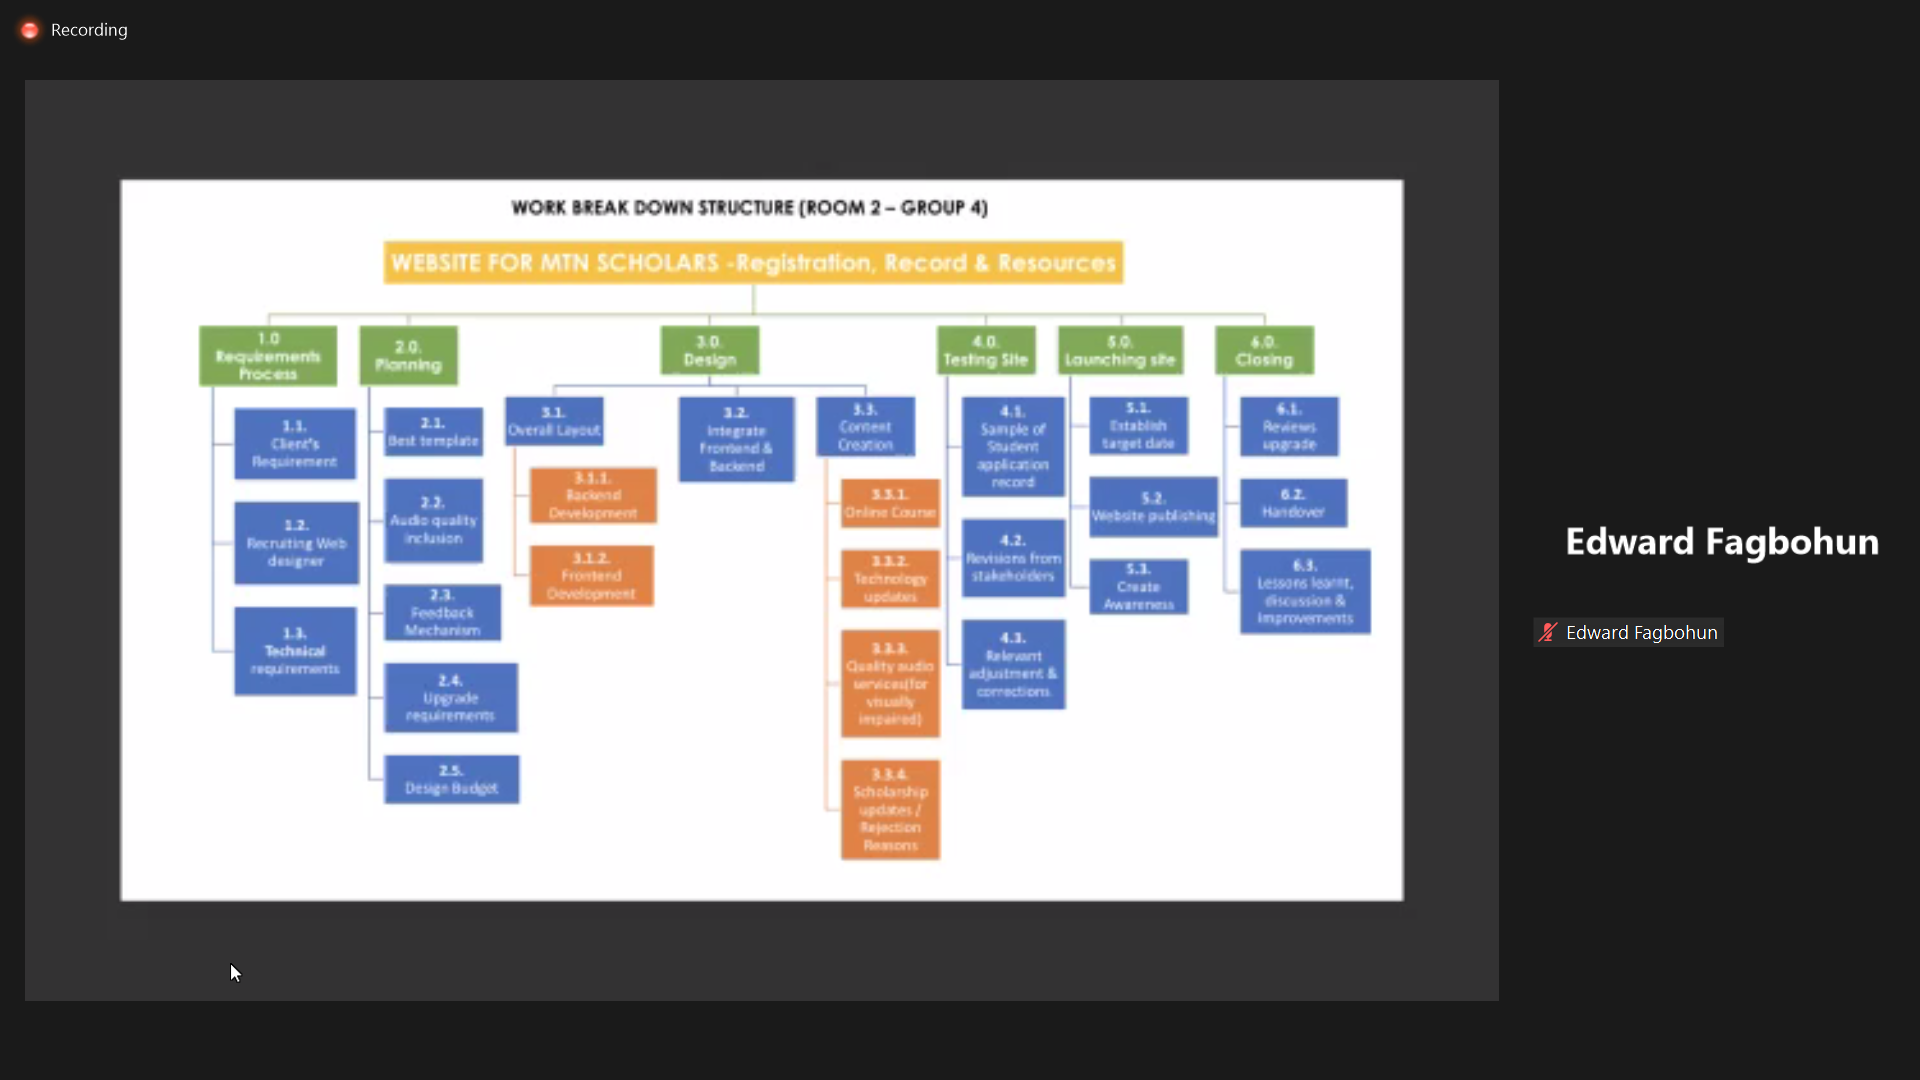 Recording
WORK BREAK DOWN STRUCTURE (ROOM 2 – GROUP 4)
WEBSITE FOR MTN SCHOLARS -Registration, Record & Resources
1.0
Requirements
Process
1.1.
Client's
Requirement
1.2.
Recruiting Web
designer
1.3.
Technical
requirements
2.0.
Planning
2.1.
Best template
2.2.
Audio quality
inclusion
2.3.
Feedback
Mechanism
2.4.
Upgrade
requirements
2.5.
Design Budget
3.0.
Design
3.1.
Overall Layout
3.1.1.
Backend
Development
3.1.2.
Frontend
Development
3.2.
Integrate
Frontend &
Backend
3.3.
Content
Creation
3.3.1.
Online Course
3.3.2.
Technology
updates
3.3.3.
Quality audio
services(for
visually
impaired)
3.3.4.
Scholarship
updates /
Rejection
Reasons
4.0.
Testing Site
4.1.
Sample of
Student
application
record
4.2.
Revisions from
stakeholders
4.3.
Relevant
adjustment &
corrections.
5.0.
Launching site
5.1.
Establish
target date
5.2.
Website publishing
5.3.
Create
Awareness
6.0.
Closing
6.1.
Reviews
upgrade
6.2.
Handover
6.3.
Lessons learnt,
discussion &
improvements
Edward Fagbohun
Edward Fagbohun